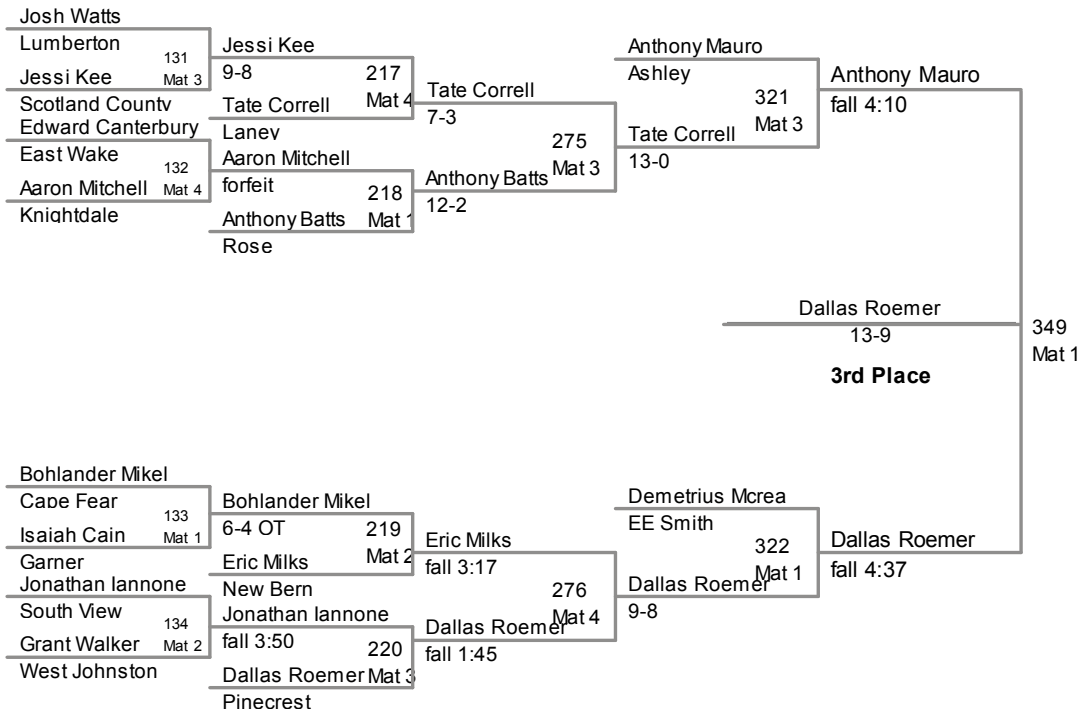 Josh Watts
Lumberton
131
Mat 3
Jessi Kee
Scotland County
Edward Canterbury
East Wake
132
Mat 4
Aaron Mitchell
Knightdale
Jessi Kee
9-8
217
Mat 4
Tate Correll
Laney
Aaron Mitchell
forfeit
218
Mat 1
Anthony Batts
Rose
Tate Correll
7-3
275
Mat 3
Anthony Batts
12-2
Anthony Mauro
Ashley
321
Mat 3
Tate Correll
13-0
Anthony Mauro
fall 4:10
Dallas Roemer
13-9
3rd Place
349
Mat 1
Bohlander Mikel
Cape Fear
133
Mat 1
Isaiah Cain
Garner
Jonathan Iannone
South View
134
Mat 2
Grant Walker
West Johnston
Bohlander Mikel
6-4 OT
219
Mat 2
Eric Milks
New Bern
Jonathan Iannone
fall 3:50
220
Mat 3
Dallas Roemer
Pinecrest
Eric Milks
fall 3:17
276
Mat 4
Dallas Roemer
fall 1:45
Demetrius Mcrea
EE Smith
322
Mat 1
Dallas Roemer
9-8
Dallas Roemer
fall 4:37